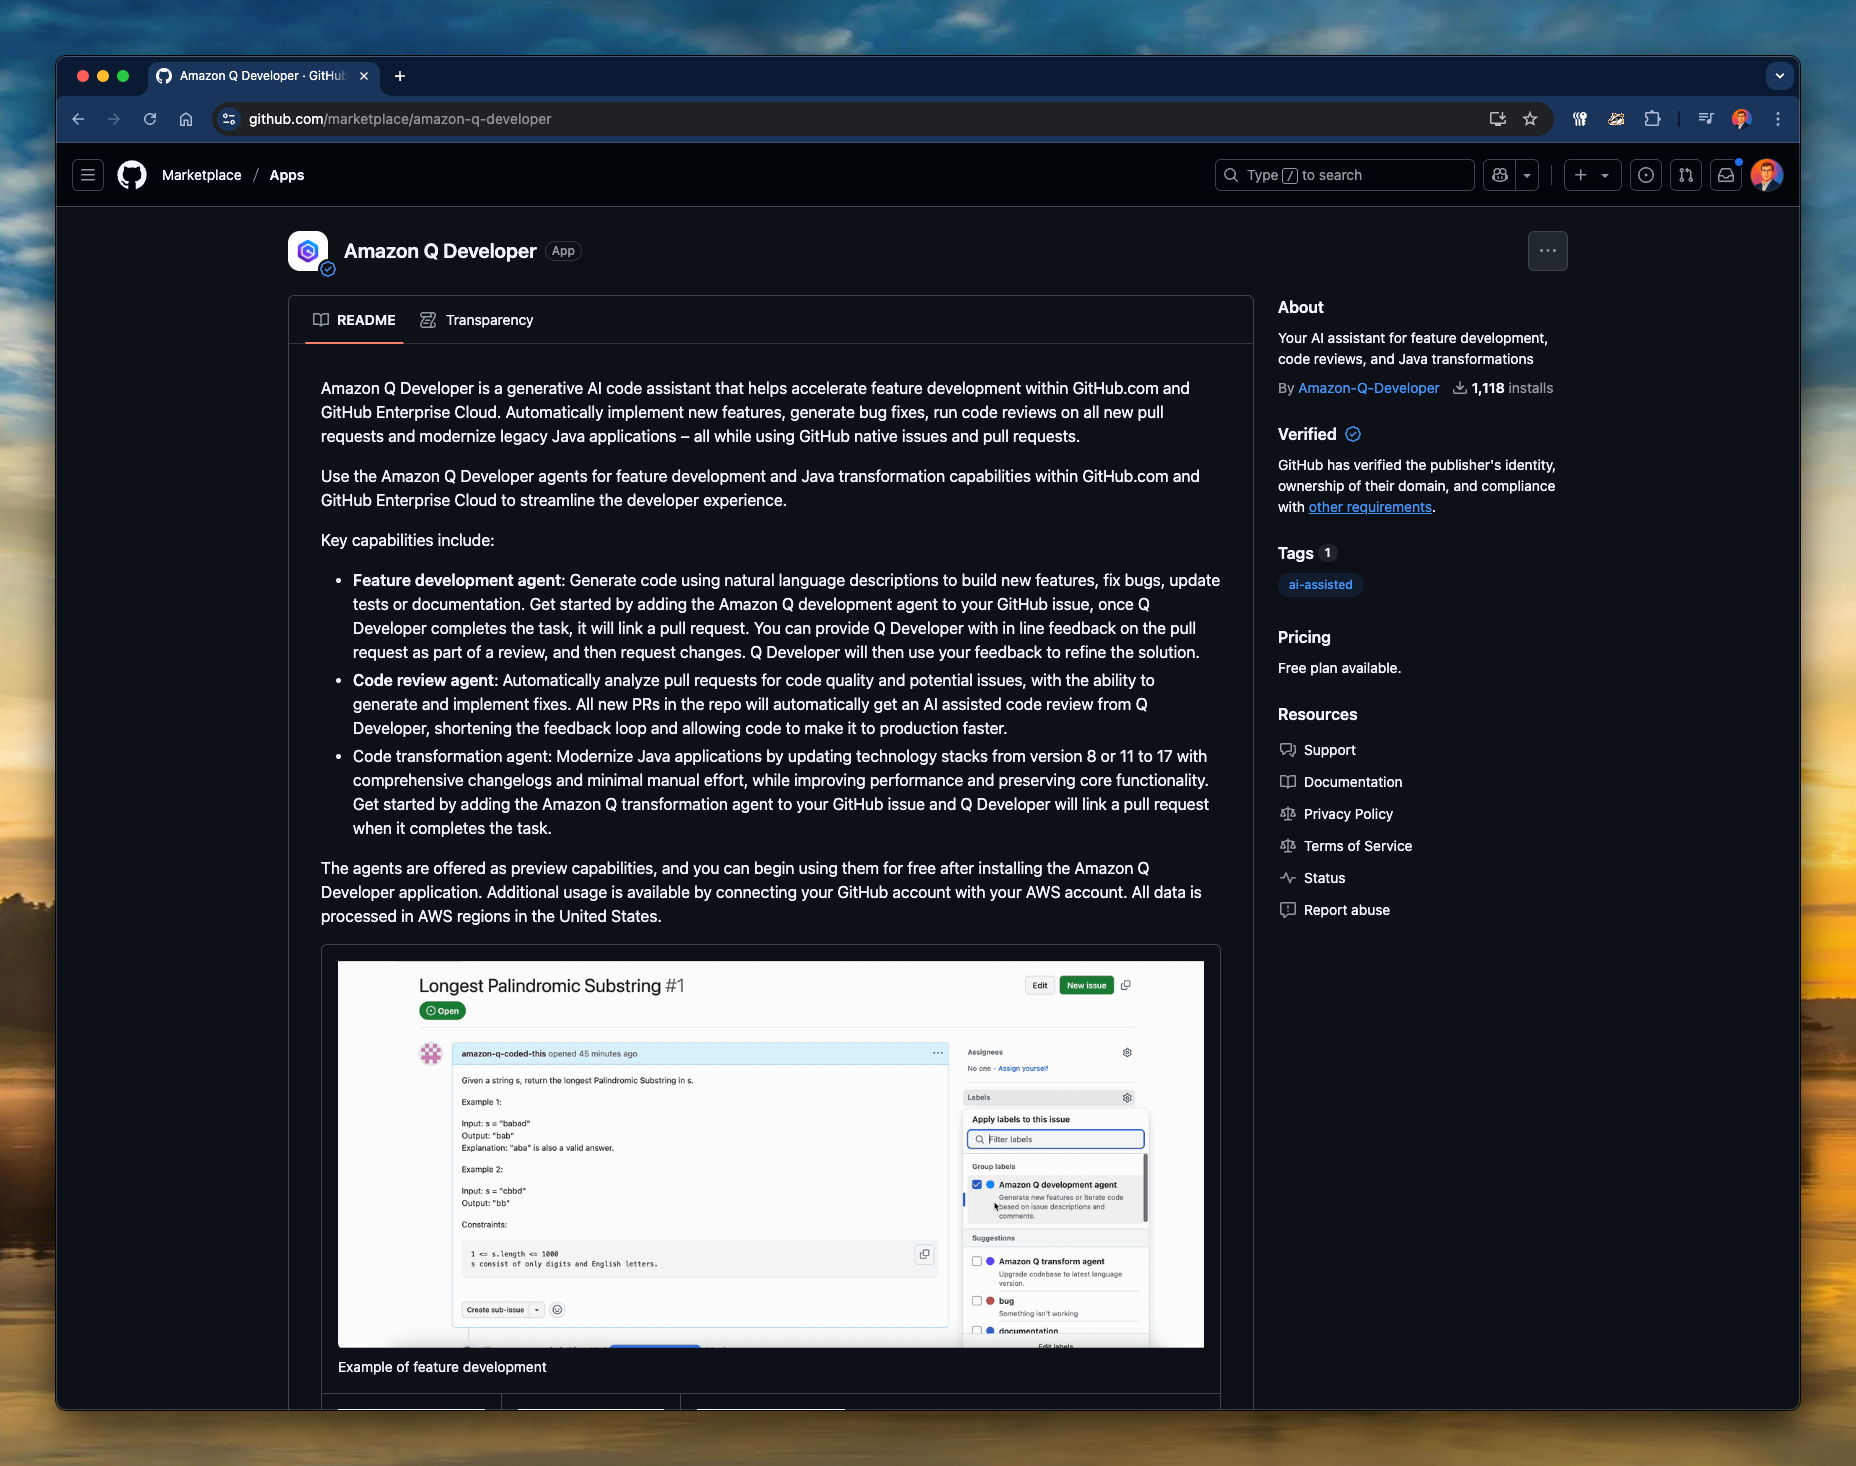 Amazon Q Developer · GitHub
github.com/marketplace/amazon-q-developer
Marketplace / Apps
Type / to search
Amazon Q Developer App
README Transparency
Amazon Q Developer is a generative AI code assistant that helps accelerate feature development within GitHub.com and
GitHub Enterprise Cloud. Automatically implement new features, generate bug fixes, run code reviews on all new pull
requests and modernize legacy Java applications – all while using GitHub native issues and pull requests.
Use the Amazon Q Developer agents for feature development and Java transformation capabilities within GitHub.com and
GitHub Enterprise Cloud to streamline the developer experience.
Key capabilities include:
• Feature development agent: Generate code using natural language descriptions to build new features, fix bugs, update
tests or documentation. Get started by adding the Amazon Q development agent to your GitHub issue, once Q
Developer completes the task, it will link a pull request. You can provide Q Developer with in line feedback on the pull
request as part of a review, and then request changes. Q Developer will then use your feedback to refine the solution.
• Code review agent: Automatically analyze pull requests for code quality and potential issues, with the ability to
generate and implement fixes. All new PRs in the repo will automatically get an AI assisted code review from Q
Developer, shortening the feedback loop and allowing code to make it to production faster.
• Code transformation agent: Modernize Java applications by updating technology stacks from version 8 or 11 to 17 with
comprehensive changelogs and minimal manual effort, while improving performance and preserving core functionality.
Get started by adding the Amazon Q transformation agent to your GitHub issue and Q Developer will link a pull request
when it completes the task.
The agents are offered as preview capabilities, and you can begin using them for free after installing the Amazon Q
Developer application. Additional usage is available by connecting your GitHub account with your AWS account. All data is
processed in AWS regions in the United States.
Longest Palindromic Substring #1
Edit New issue
Open
amazon-q-coded-this opened 45 minutes ago
Given a string s, return the longest Palindromic Substring in s.
Example 1:
Input: s = "babad"
Output: "bab"
Explanation: "aba" is also a valid answer.
Example 2:
Input: s = "cbbd"
Output: "bb"
Constraints:
1 <= s.length <= 1000
s consist of only digits and English letters.
Create sub-issue
Assignees
No one - Assign yourself
Labels
Apply labels to this issue
Filter labels
Group labels
Amazon Q development agent
Generate new features or iterate code
based on issue descriptions and
comments.
Suggestions
Amazon Q transform agent
Upgrade codebase to latest language
version.
bug
Something isn't working
documentation
Edit labels
Example of feature development
About
Your AI assistant for feature development,
code reviews, and Java transformations
By Amazon-Q-Developer 1,118 installs
Verified
GitHub has verified the publisher's identity,
ownership of their domain, and compliance
with other requirements.
Tags 1
ai-assisted
Pricing
Free plan available.
Resources
Support
Documentation
Privacy Policy
Terms of Service
Status
Report abuse